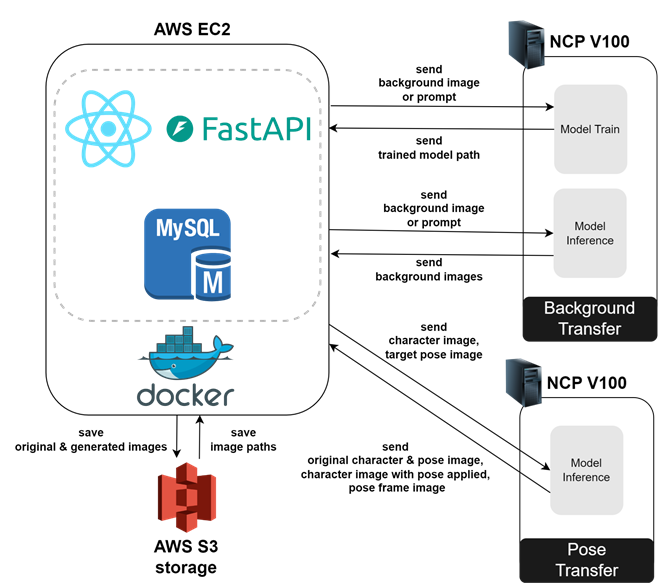 AWS EC2
FastAPI
MySQL
M
docker
save
original & generated images
save
image paths
AWS S3
storage
send
background image
or prompt
send
trained model path
send
background image
or prompt
send
background images
send
character image,
target pose image
send
original character & pose image,
character image with pose applied,
pose frame image
NCP V100
Model Train
Model
Inference
Background
Transfer
NCP V100
Model
Inference
Pose
Transfer